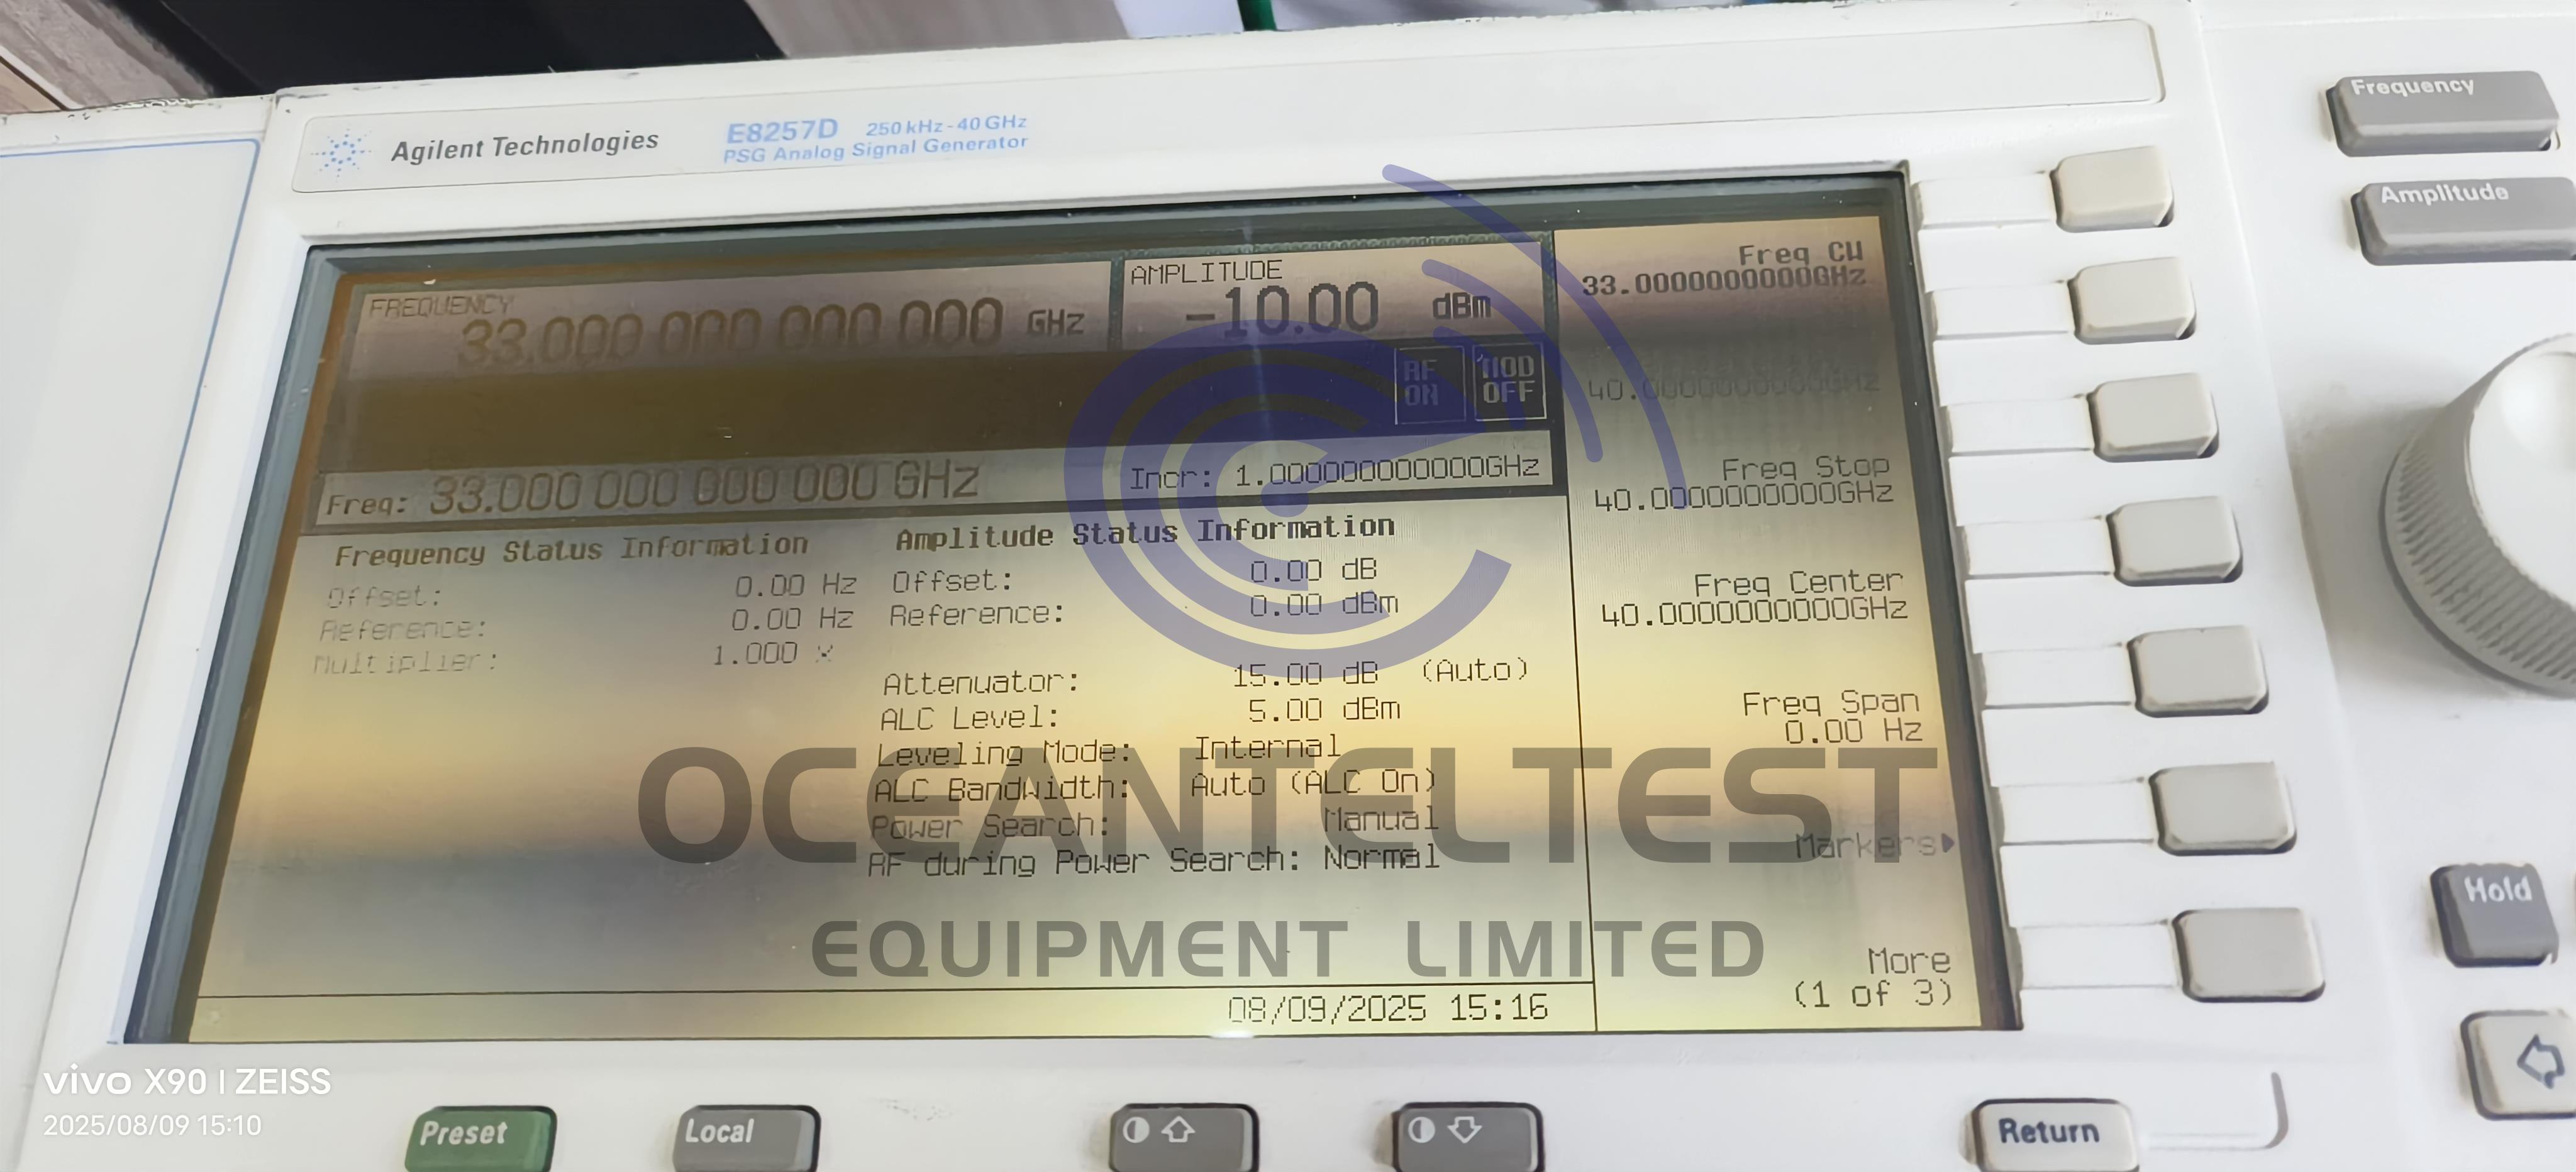 Agilent Technologies
E8257D 250 kHz - 40 GHz
PSG Analog Signal Generator
Frequency
Amplitude
FREQUENCY
33.000 000 000 000 GHz
AMPLITUDE
-10.00 dBm
RF
ON
MOD
OFF
Freq: 33.000 000 000 000 GHz
Incr: 1.000000000000GHz
Frequency Status Information
Offset: 0.00 Hz
Reference: 0.00 Hz
Multiplier: 1.000 x
Amplitude Status Information
Offset: 0.00 dB
Reference: 0.00 dBm
Attenuator: 15.00 dB (Auto)
ALC Level: 5.00 dBm
Leveling Mode: Internal
ALC Bandwidth: Auto (ALC On)
Power Search: Manual
RF during Power Search: Normal
08/09/2025 15:16
Freq CW
33.0000000000GHz
40.0000000000GHz
Freq Stop
40.0000000000GHz
Freq Center
40.0000000000GHz
Freq Span
0.00 Hz
Markers
More
(1 of 3)
OCEANTELTEST
EQUIPMENT LIMITED
Hold
Preset
Local
Return
vivo X90 | ZEISS
2025/08/09 15:10